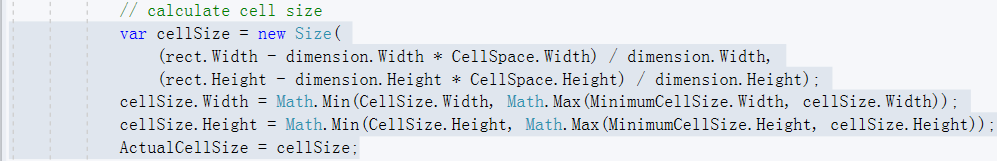 // calculate cell size
var cellSize = new Size(
(rect.Width - dimension.Width * CellSpace.Width) / dimension.Width,
(rect.Height - dimension.Height * CellSpace.Height) / dimension.Height);
cellSize.Width = Math.Min(CellSize.Width, Math.Max(MinimumCellSize.Width, cellSize.Width));
cellSize.Height = Math.Min(CellSize.Height, Math.Max(MinimumCellSize.Height, cellSize.Height));
ActualCellSize = cellSize;